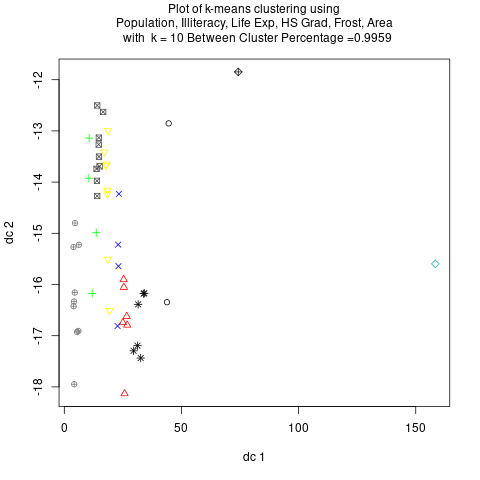 Plot of k-means clustering using
Population, Illiteracy, Life Exp, HS Grad, Frost, Area
with k = 10 Between Cluster Percentage =0.9959
-12
-13
-14
-15
-16
-17
-18
dc 2
0 50 100 150
dc 1